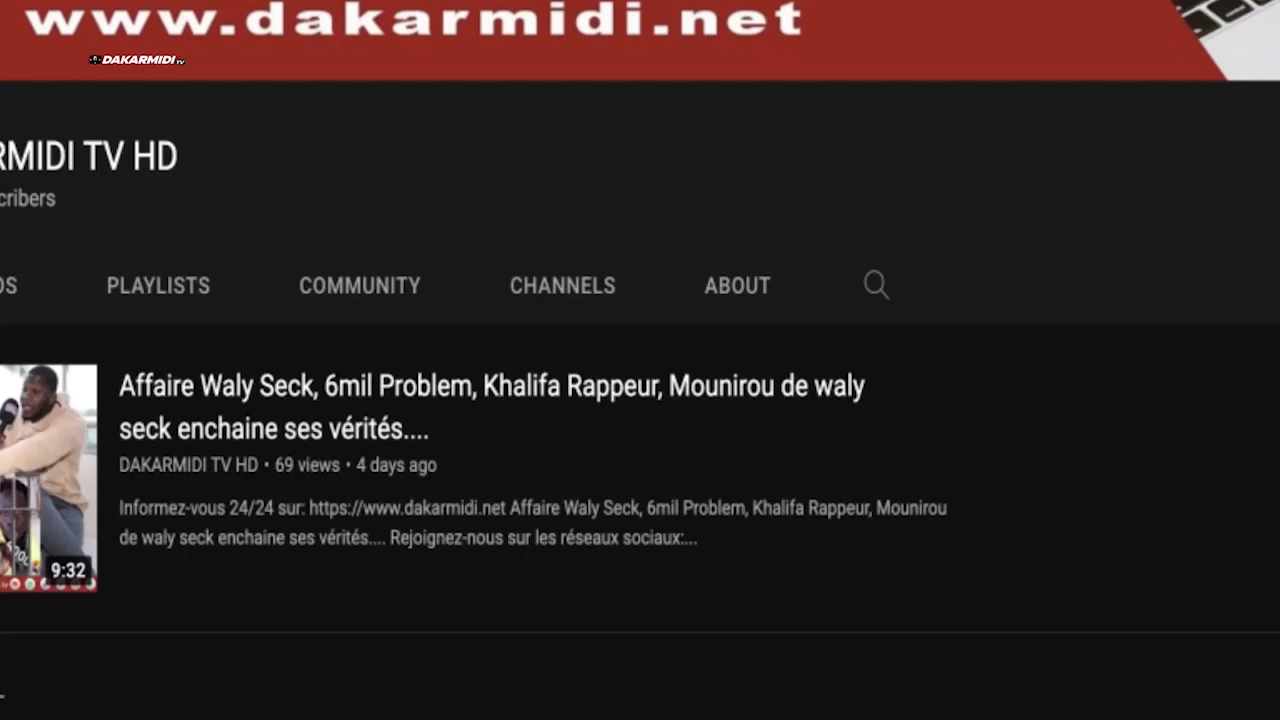 www.dakarmidi.net
DAKARMIDI TV
RMIDI TV HD
cribers
OS
PLAYLISTS
COMMUNITY
CHANNELS
ABOUT
Affaire Waly Seck, 6mil Problem, Khalifa Rappeur, Mounirou de waly
seck enchaine ses vérités....
DAKARMIDI TV HD • 69 views • 4 days ago
Informez-vous 24/24 sur: https://www.dakarmidi.net Affaire Waly Seck, 6mil Problem, Khalifa Rappeur, Mounirou
de waly seck enchaine ses vérités.... Rejoignez-nous sur les réseaux sociaux:...
9:32